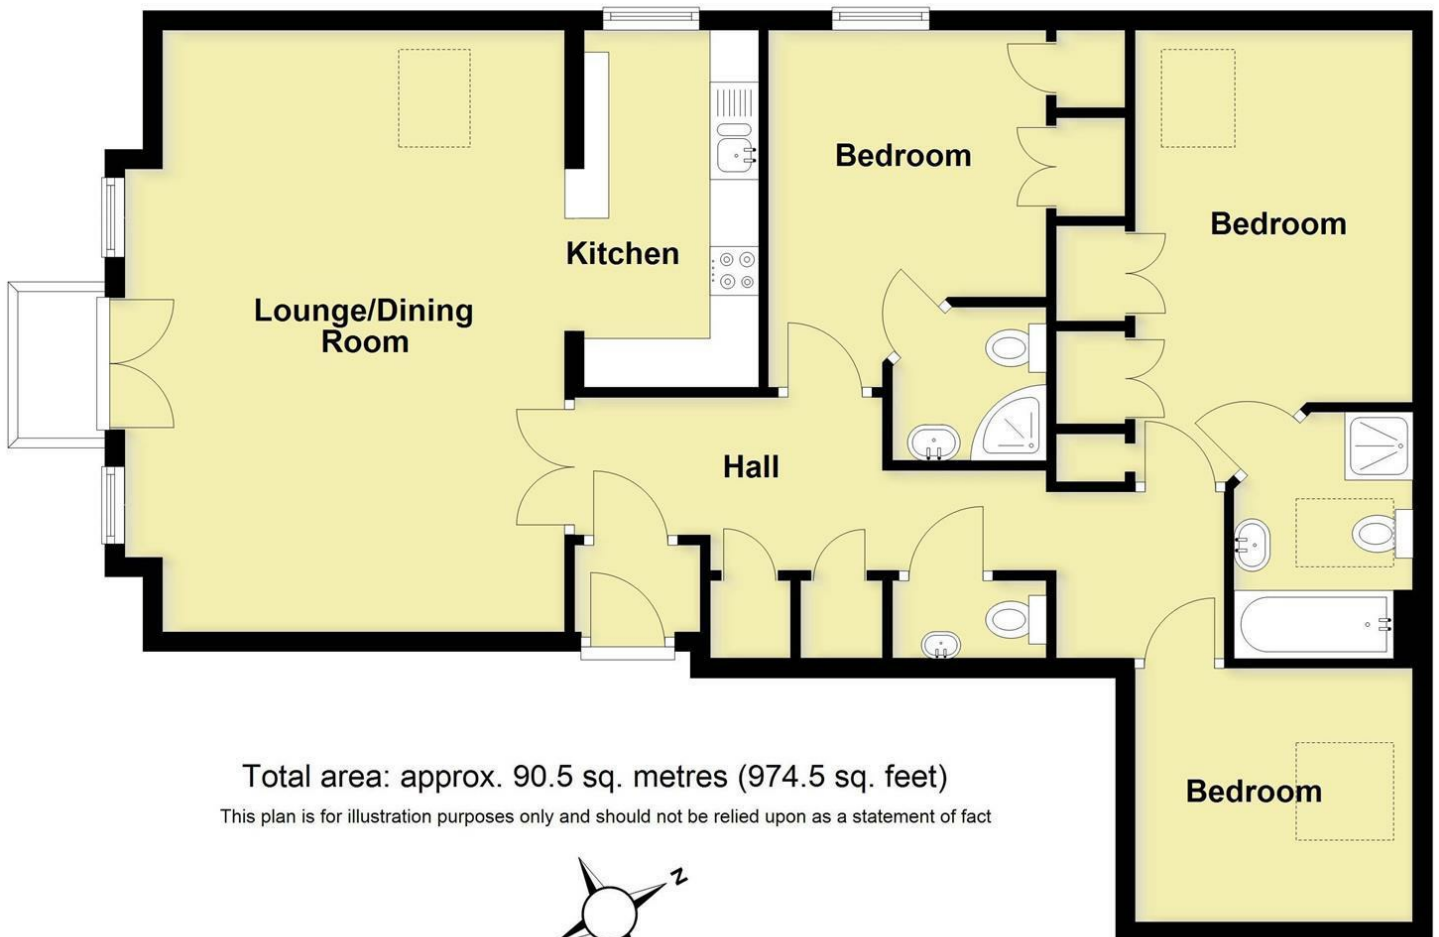 Bedroom
Bedroom
Kitchen
Lounge/Dining
Room
Hall
Bedroom
Total area: approx. 90.5 sq. metres (974.5 sq. feet)
This plan is for illustration purposes only and should not be relied upon as a statement of fact
N